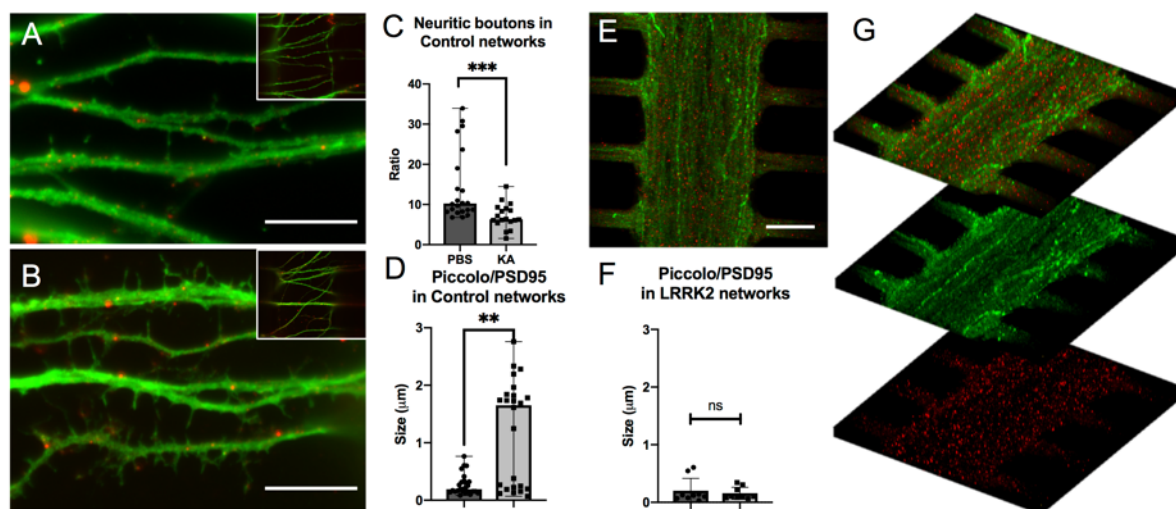 A
B
C
Neuritic boutons in
Control networks
***
40
30
20
10
0
Ratio
PBS
KA
D
Piccolo/PSD95
in Control networks
**
3
2
1
0
Size (μm)
E
F
Piccolo/PSD95
in LRRK2 networks
ns
3
2
1
0
Size (μm)
G